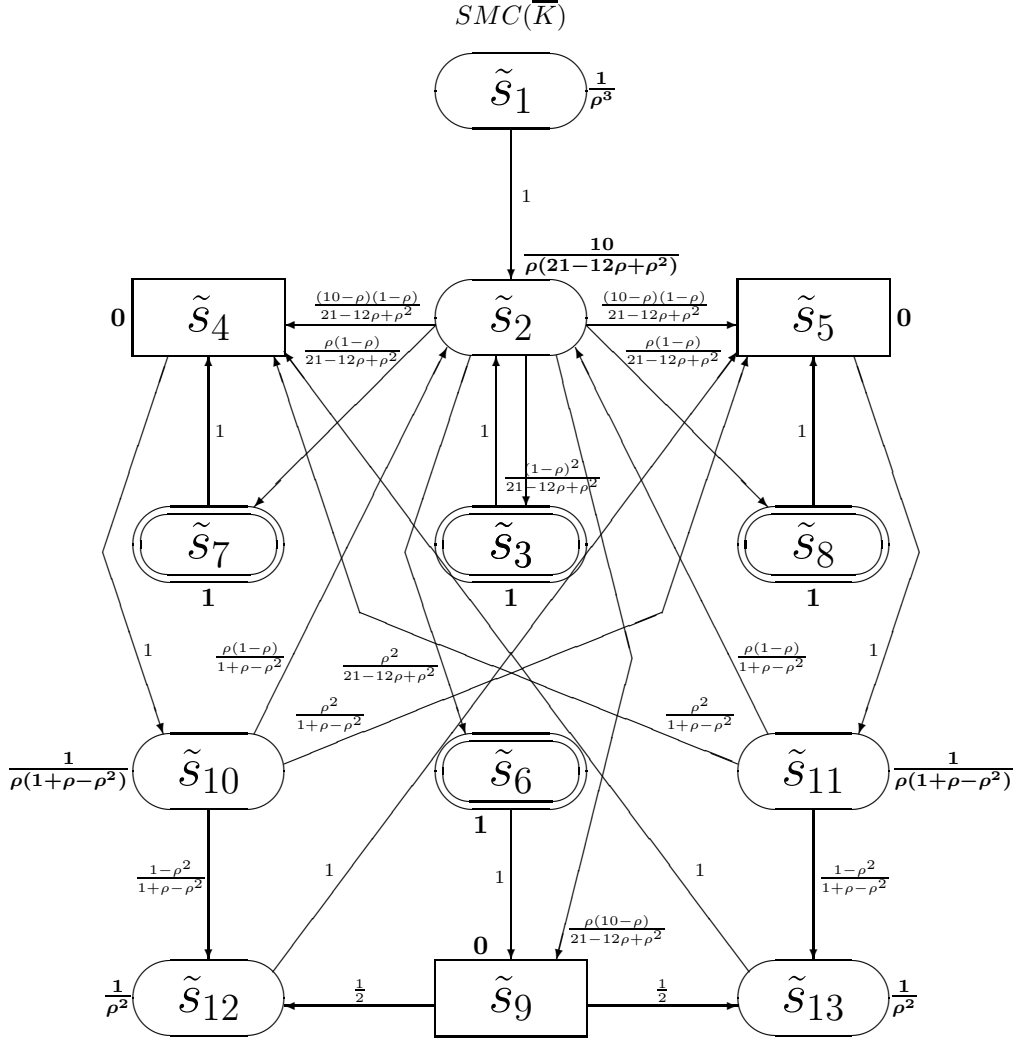 SMC(K̅)
s̃₁ 1/ρ³
1
10/ρ(21−12ρ+ρ²)
0 s̃₄ (10−ρ)(1−ρ)/21−12ρ+ρ² s̃₂ (10−ρ)(1−ρ)/21−12ρ+ρ² s̃₅ 0
ρ(1−ρ)/21−12ρ+ρ² ρ(1−ρ)/21−12ρ+ρ²
1 1 1
(1−ρ)²/21−12ρ+ρ²
s̃₇ s̃₃ s̃₈
1 1 1
1 ρ(1−ρ)/1+ρ−ρ² ρ²/21−12ρ+ρ² ρ(1−ρ)/1+ρ−ρ² 1
ρ²/1+ρ−ρ² ρ²/1+ρ−ρ²
1/ρ(1+ρ−ρ²) s̃₁₀ s̃₆ s̃₁₁ 1/ρ(1+ρ−ρ²)
1
1−ρ²/1+ρ−ρ² 1 1 1 1−ρ²/1+ρ−ρ²
0 ρ(10−ρ)/21−12ρ+ρ²
1/ρ² s̃₁₂ 1/2 s̃₉ 1/2 s̃₁₃ 1/ρ²